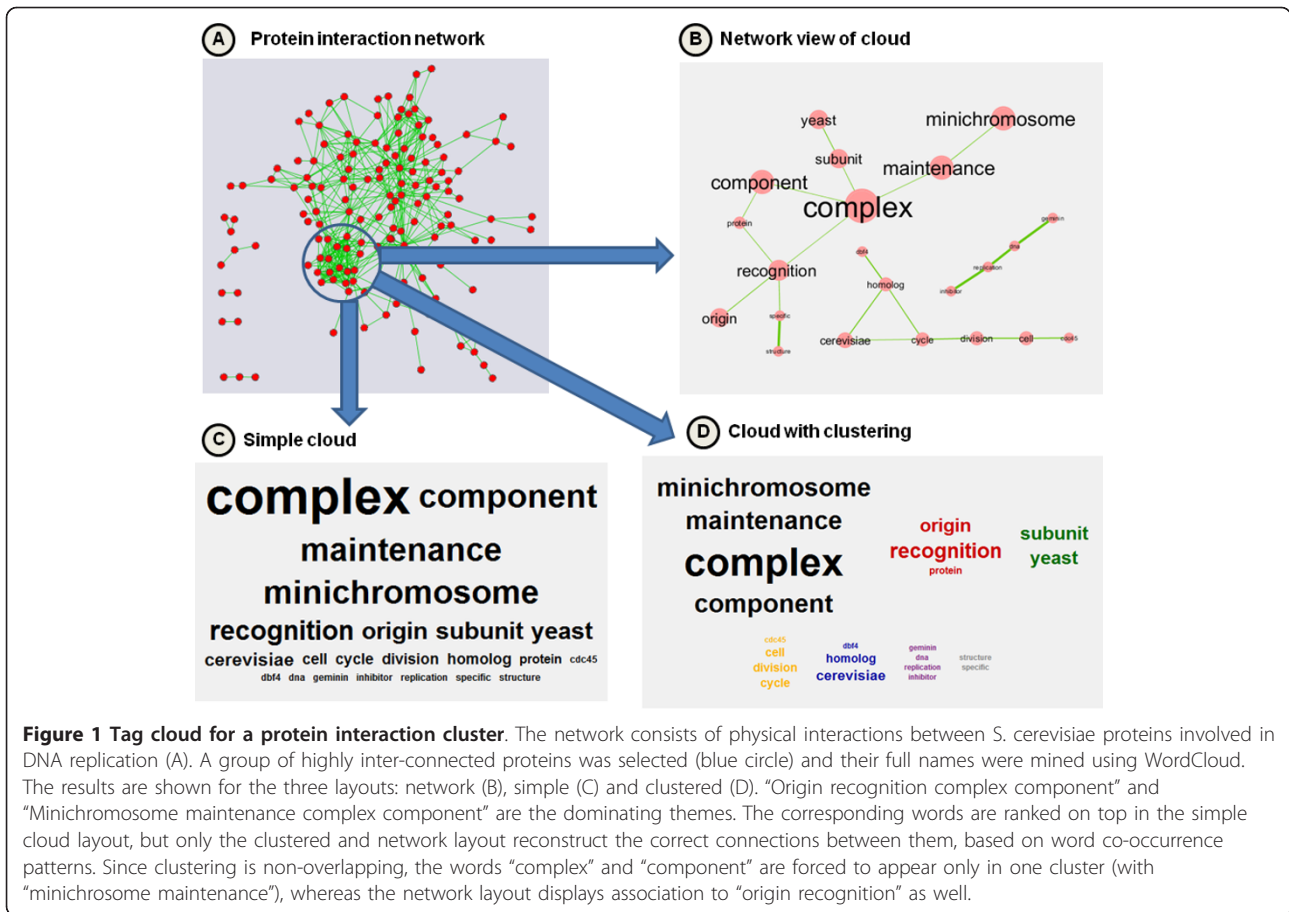 A Protein interaction network
B Network view of cloud
yeast
minichromosome
subunit
maintenance
component
complex
protein
geminin
dna
dbf4
replication
recognition
homolog
inhibitor
origin
specific
cerevisiae
cycle
division
cell
cdc45
structure
C Simple cloud
complex component
maintenance
minichromosome
recognition origin subunit yeast
cerevisiae cell cycle division homolog protein cdc45
dbf4 dna geminin inhibitor replication specific structure
D Cloud with clustering
minichromosome
maintenance
complex
component
origin
recognition
protein
subunit
yeast
cdc45
cell
division
cycle
dbf4
homolog
cerevisiae
geminin
dna
replication
inhibitor
structure
specific
Figure 1 Tag cloud for a protein interaction cluster. The network consists of physical interactions between S. cerevisiae proteins involved in
DNA replication (A). A group of highly inter-connected proteins was selected (blue circle) and their full names were mined using WordCloud.
The results are shown for the three layouts: network (B), simple (C) and clustered (D). “Origin recognition complex component” and
“Minichromosome maintenance complex component” are the dominating themes. The corresponding words are ranked on top in the simple
cloud layout, but only the clustered and network layout reconstruct the correct connections between them, based on word co-occurrence
patterns. Since clustering is non-overlapping, the words “complex” and “component” are forced to appear only in one cluster (with
“minichrosome maintenance”), whereas the network layout displays association to “origin recognition” as well.